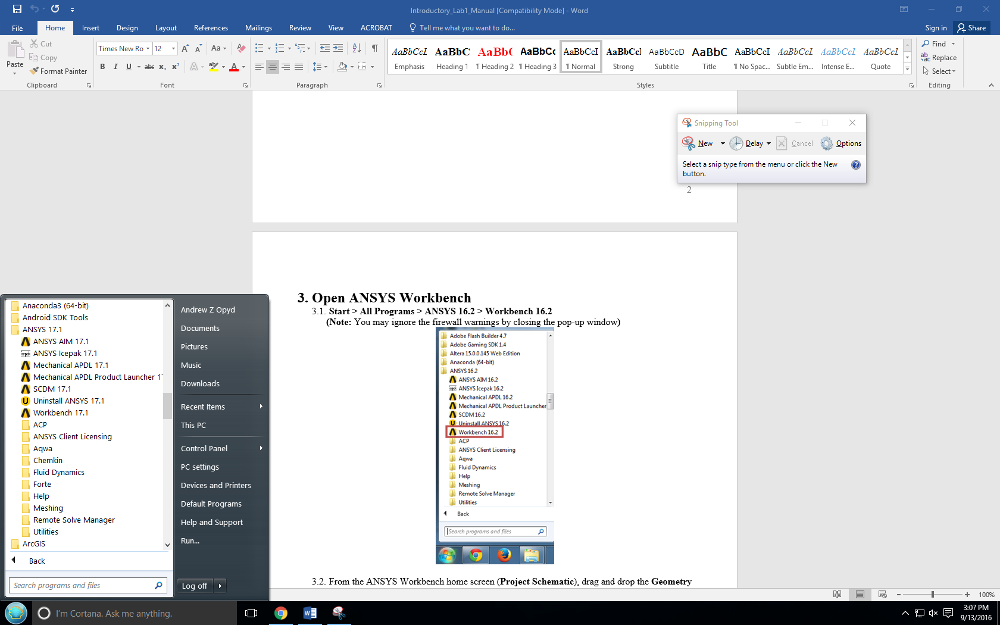 Introductory_Lab1_Manual [Compatibility Mode] - Word
File Home Insert Design Layout References Mailings Review View ACROBAT Tell me what you want to do... Sign in Share
Paste
Cut
Copy
Format Painter
Clipboard
Times New Ro 12
Font
Paragraph
AaBbCcI AaBbC AaBb( AaBbCc AaBbCcI AaBbCcl AaBbCcD AaBbC AaBbCcI AaBbCcL AaBbCcL AaBbCcL
Emphasis Heading 1 ¶ Heading 2 ¶ Heading 3 ¶ Normal Strong Subtitle Title ¶ No Spac... Subtle Em... Intense E... Quote
Styles
Find
Replace
Select
Editing
Snipping Tool
New Delay Cancel Options
Select a snip type from the menu or click the New
button.
2
3. Open ANSYS Workbench
3.1. Start > All Programs > ANSYS 16.2 > Workbench 16.2
(Note: You may ignore the firewall warnings by closing the pop-up window)
Adobe Flash Builder 4.7
Adobe Gaming SDK 1.4
Altera 15.0.0.145 Web Edition
Anaconda (64-bit)
ANSYS 16.2
ANSYS AIM 16.2
ANSYS Icepak 16.2
Mechanical APDL 16.2
Mechanical APDL Product Launcher
SCDM 16.2
Uninstall ANSYS 16.2
Workbench 16.2
ACP
ANSYS Client Licensing
Aqwa
Fluid Dynamics
Help
Meshing
Remote Solve Manager
Utilities
Back
Search programs and files
3.2. From the ANSYS Workbench home screen (Project Schematic), drag and drop the Geometry
Anaconda3 (64-bit)
Android SDK Tools
ANSYS 17.1
ANSYS AIM 17.1
ANSYS Icepak 17.1
Mechanical APDL 17.1
Mechanical APDL Product Launcher 17
SCDM 17.1
Uninstall ANSYS 17.1
Workbench 17.1
ACP
ANSYS Client Licensing
Aqwa
Chemkin
Fluid Dynamics
Forte
Help
Meshing
Remote Solve Manager
Utilities
ArcGIS
Back
Search programs and files
Andrew Z Opyd
Documents
Pictures
Music
Downloads
Recent Items
This PC
Control Panel
PC settings
Devices and Printers
Default Programs
Help and Support
Run...
Log off
100%
I'm Cortana. Ask me anything.
3:07 PM
9/13/2016